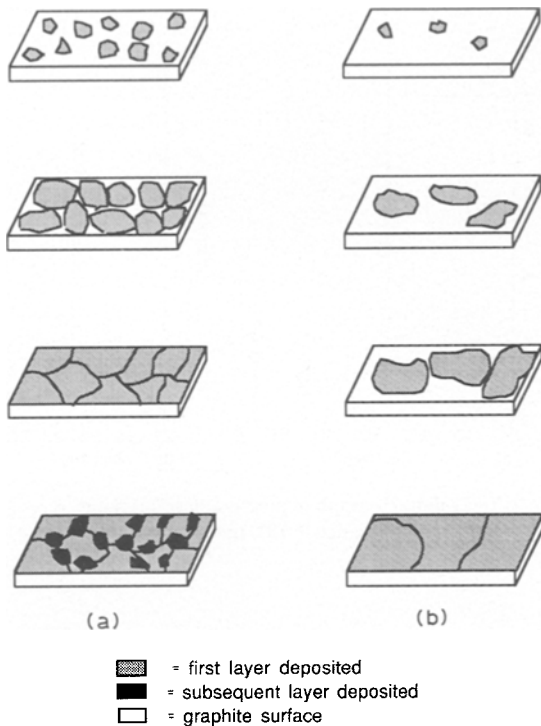 (a) (b)
= first layer deposited
= subsequent layer deposited
= graphite surface